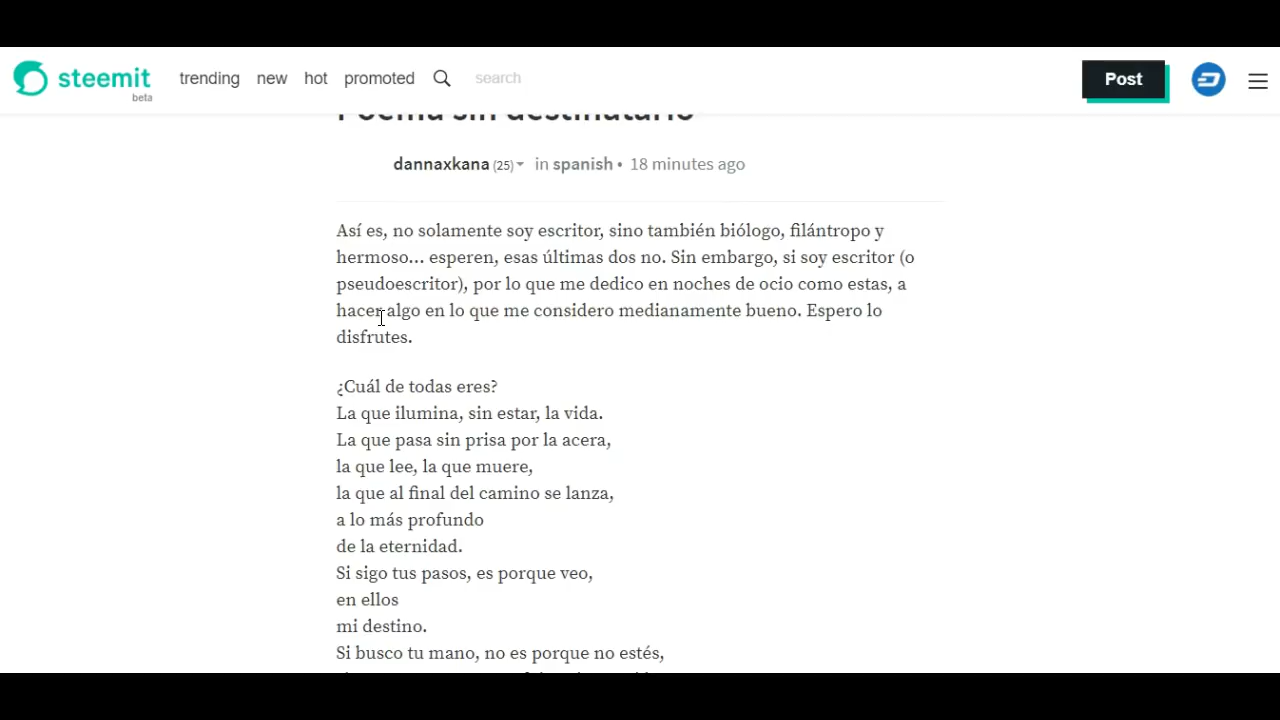 steemit
beta
trending new hot promoted search
Post
Poema sin destinatario
dannaxkana (25) in spanish • 18 minutes ago
Así es, no solamente soy escritor, sino también biólogo, filántropo y
hermoso... esperen, esas últimas dos no. Sin embargo, si soy escritor (o
pseudoescritor), por lo que me dedico en noches de ocio como estas, a
hacer algo en lo que me considero medianamente bueno. Espero lo
disfrutes.
¿Cuál de todas eres?
La que ilumina, sin estar, la vida.
La que pasa sin prisa por la acera,
la que lee, la que muere,
la que al final del camino se lanza,
a lo más profundo
de la eternidad.
Si sigo tus pasos, es porque veo,
en ellos
mi destino.
Si busco tu mano, no es porque no estés,